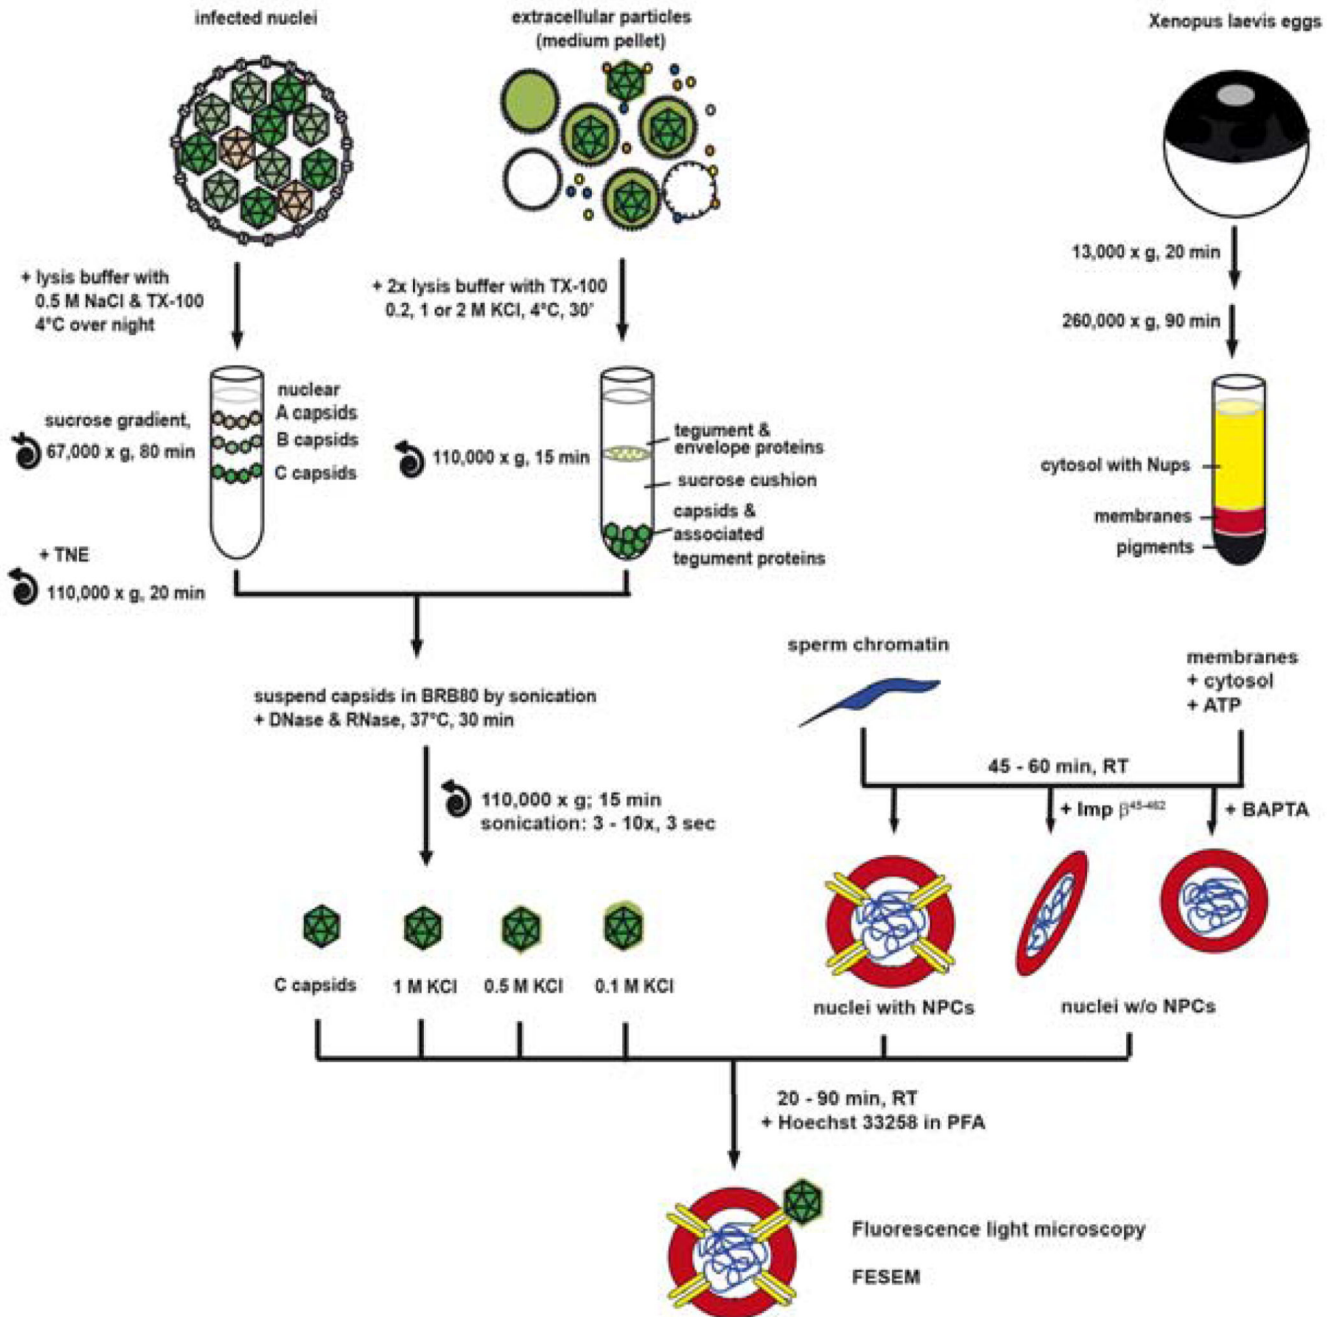 infected nuclei
extracellular particles
(medium pellet)
Xenopus laevis eggs
+ lysis buffer with
0.5 M NaCl & TX-100
4°C over night
+ 2x lysis buffer with TX-100
0.2, 1 or 2 M KCl, 4°C, 30'
13,000 x g, 20 min
260,000 x g, 90 min
sucrose gradient,
67,000 x g, 80 min
nuclear
A capsids
B capsids
C capsids
110,000 x g, 15 min
tegument &
envelope proteins
sucrose cushion
capsids &
associated
tegument proteins
cytosol with Nups
membranes
pigments
+ TNE
110,000 x g, 20 min
suspend capsids in BRB80 by sonication
+ DNase & RNase, 37°C, 30 min
110,000 x g; 15 min
sonication: 3 - 10x, 3 sec
sperm chromatin
membranes
+ cytosol
+ ATP
45 - 60 min, RT
+ Imp β45-462
+ BAPTA
C capsids
1 M KCl
0.5 M KCl
0.1 M KCl
nuclei with NPCs
nuclei w/o NPCs
20 - 90 min, RT
+ Hoechst 33258 in PFA
Fluorescence light microscopy
FESEM